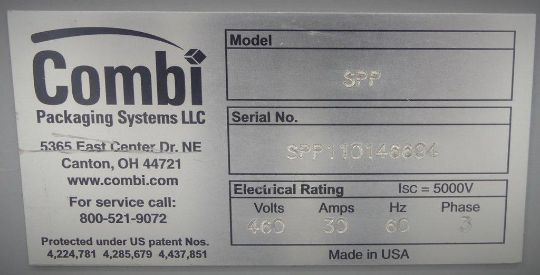 Combi
Packaging Systems LLC
5365 East Center Dr. NE
Canton, OH 44721
www.combi.com
For service call:
800-521-9072
Protected under US patent Nos.
4,224,781 4,285,679 4,437,851
Model
SPP
Serial No.
SPP110146694
Electrical Rating ISC = 5000V
Volts Amps Hz Phase
460 30 60 3
Made in USA